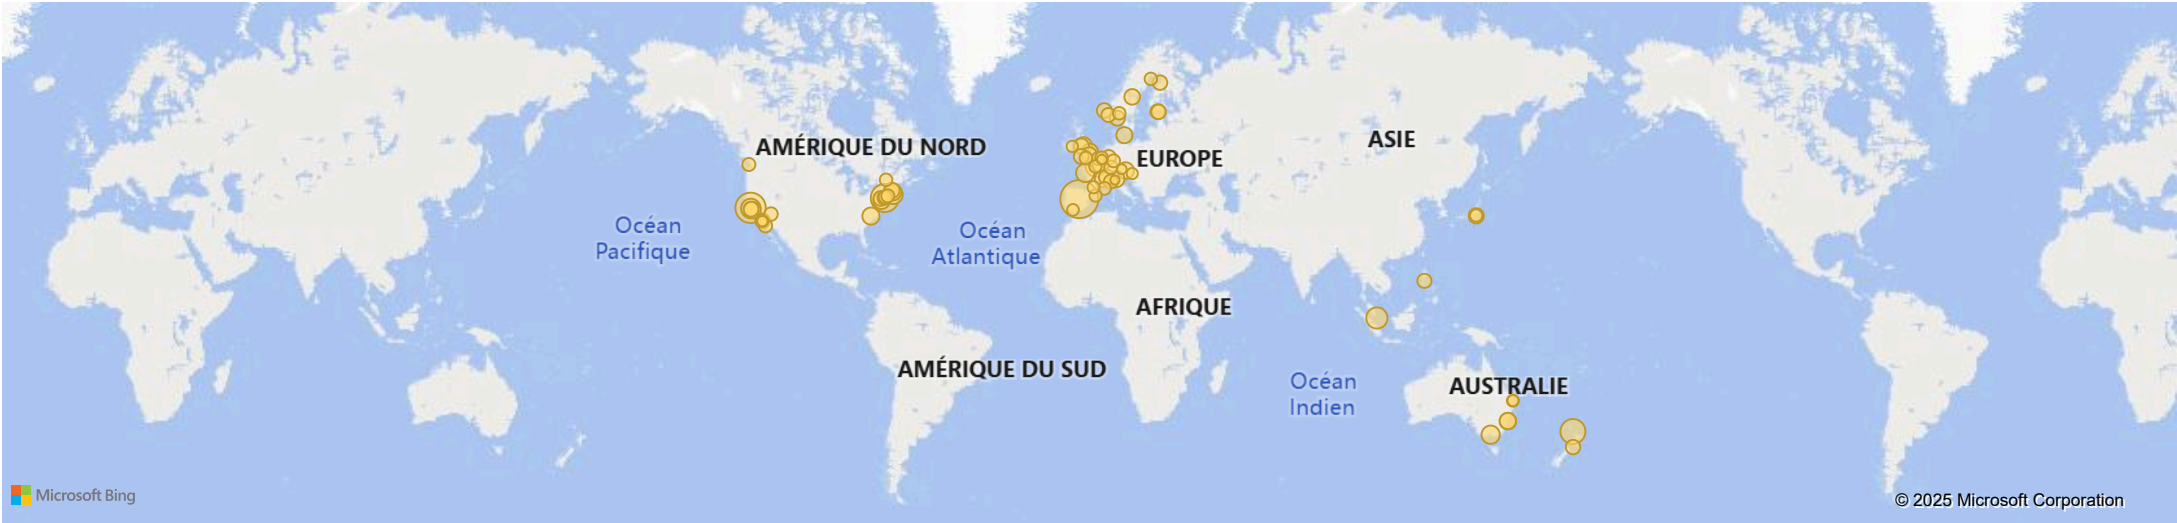 AMÉRIQUE DU NORD
ASIE
EUROPE
Océan
Pacifique
Océan
Atlantique
AFRIQUE
AMÉRIQUE DU SUD
Océan
Indien
AUSTRALIE
Microsoft Bing
© 2025 Microsoft Corporation